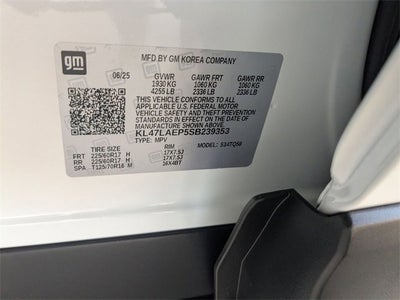 gm
MFD.BY GM KOREA COMPANY
06/25 GVWR GAWR FRT GAWR RR
1930 KG 1060 KG 1060 KG
4255 LB 2336 LB 2336 LB
THIS VEHICLE CONFORMS TO ALL
APPLICABLE U.S. FEDERAL MOTOR
VEHICLE SAFETY, BUMPER, AND THEFT
PREVENTION STANDARDS IN EFFECT ON
THE DATE OF MANUFACTURE SHOWN ABOVE.
KL47LAEP5SB239353
TYPE: MPV MODEL:
TIRE SIZE RIM
FRT 225/60R17 H 17X7.5J
RR 225/60R17 H 17X7.5J
SPA T125/70R16 M 16X4BT